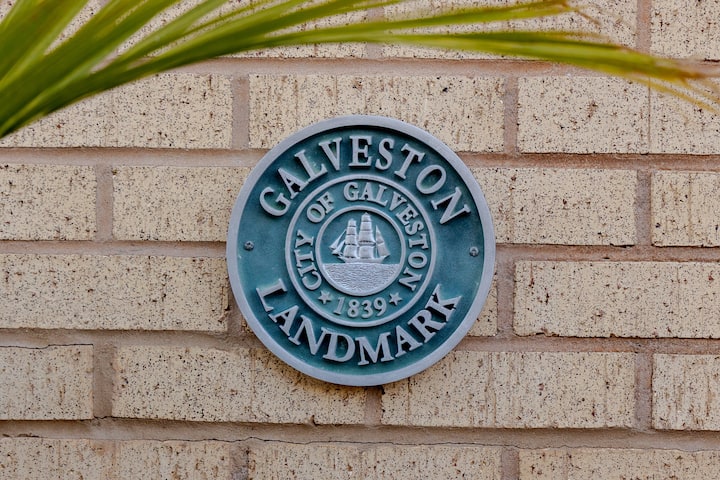 GALVESTON
CITY OF GALVESTON
★ 1839 ★
LANDMARK